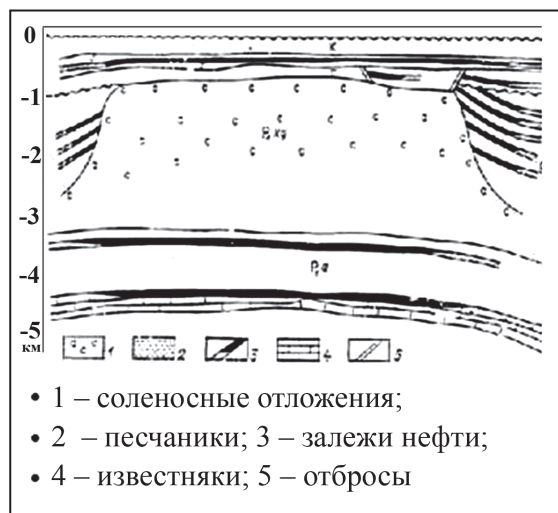 0
К
-1
P₁кg
-2
-3
-4
-5
км
1 2 3 4 5
• 1 – соленосные отложения;
• 2 – песчаники; 3 – залежи нефти;
• 4 – известняки; 5 – отбросы